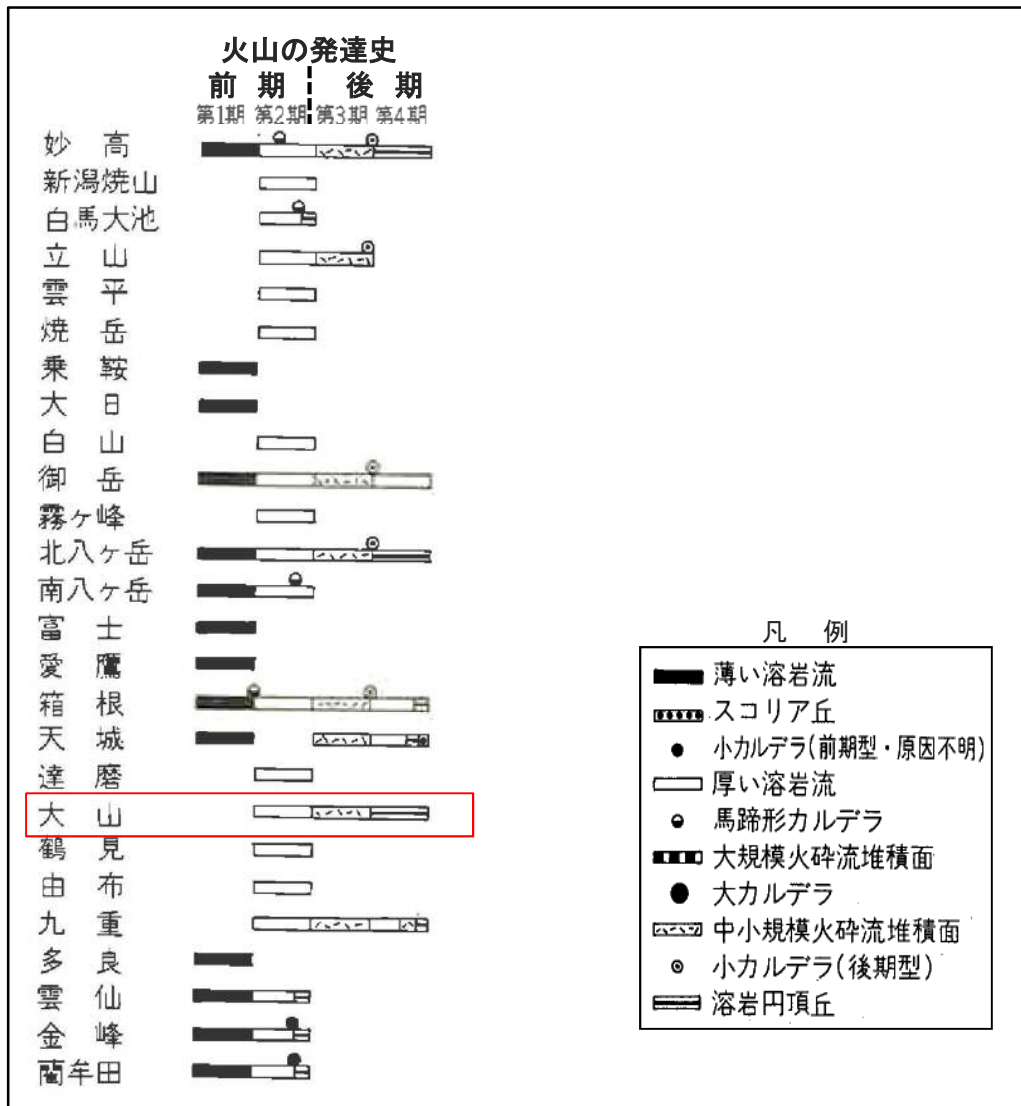 火山の発達史
前期 後期
第1期 第2期 第3期 第4期
妙高
新潟焼山
白馬大池
立山
雲平
焼岳
乗鞍
大日
白山
御岳
霧ヶ峰
北八ヶ岳
南八ヶ岳
富士
愛鷹
箱根
天城
達磨
大山
鶴見
由布
九重
多良
雲仙
金峰
藺牟田
凡例
薄い溶岩流
スコリア丘
小カルデラ(前期型・原因不明)
厚い溶岩流
馬蹄形カルデラ
大規模火砕流堆積面
大カルデラ
中小規模火砕流堆積面
小カルデラ(後期型)
溶岩円頂丘